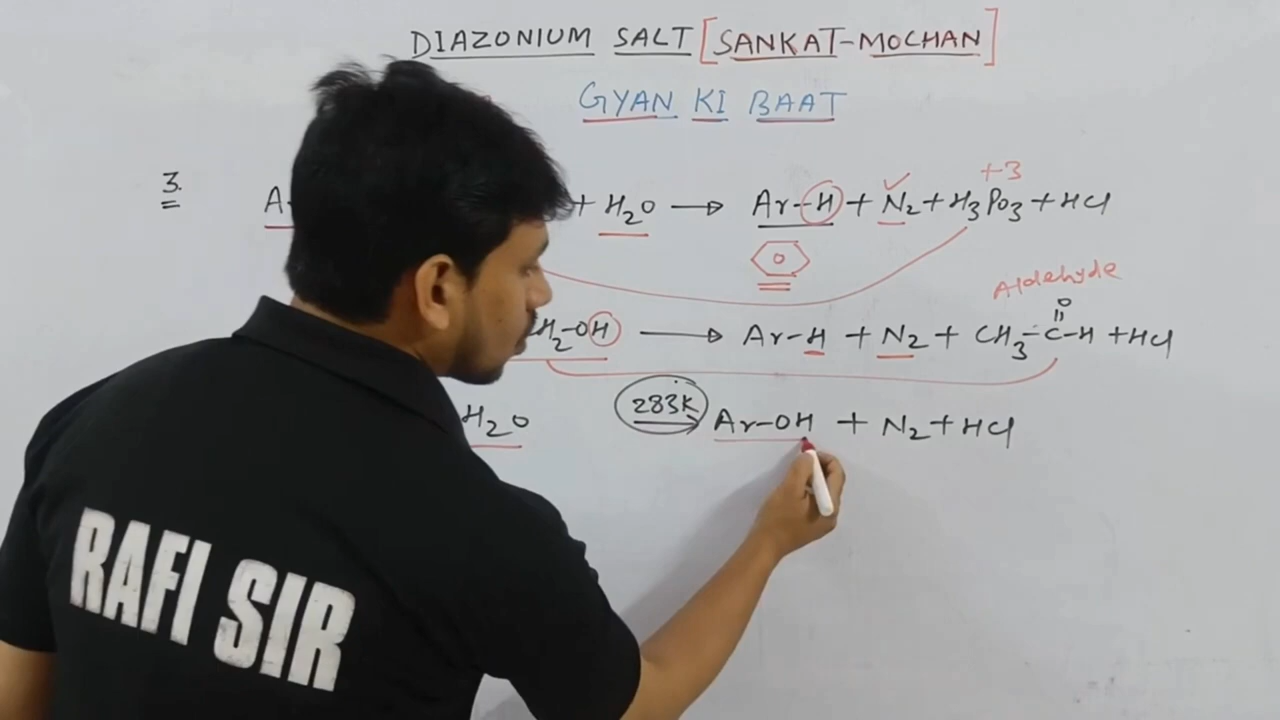 DIAZONIUM SALT [SANKAT-MOCHAN]
GYAN KI BAAT
+3
3. A + H2O → Ar-H + N2 + H3PO3 + HCl
Aldehyde
O
H2-OH → Ar-H + N2 + CH3-C-H + HCl
H2O 283K → Ar-OH + N2 + HCl
RAFI SIR